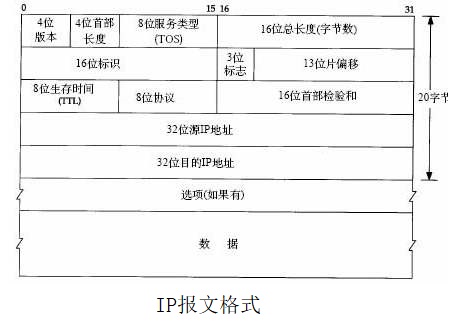 0 15 16 31
4位版本 4位首部长度 8位服务类型(TOS) 16位总长度(字节数)
16位标识 3位标志 13位片偏移
8位生存时间(TTL) 8位协议 16位首部检验和
20字节
32位源IP地址
32位目的IP地址
选项(如果有)
数 据
IP报文格式